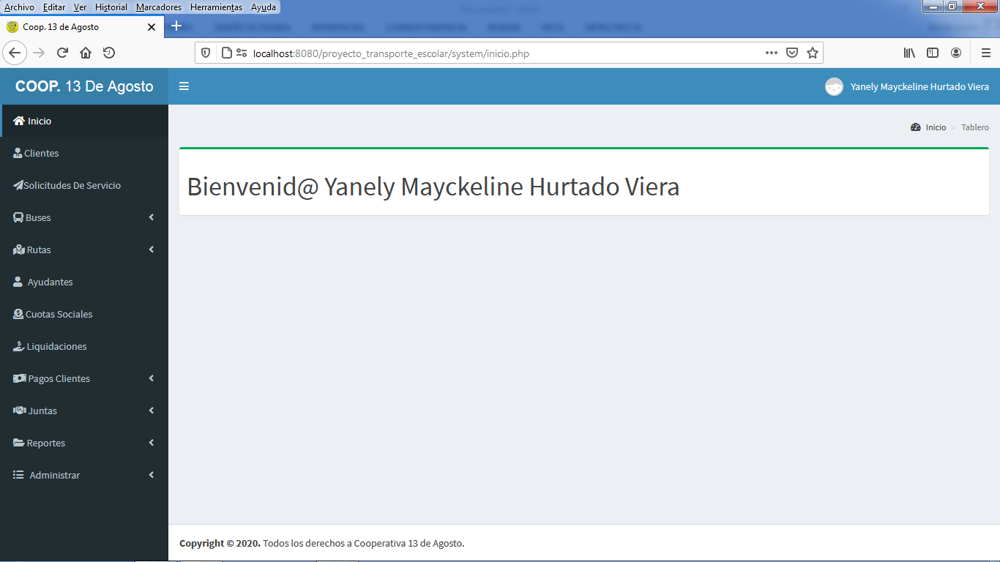 Archivo Editar Ver Historial Marcadores Herramientas Ayuda
Coop. 13 de Agosto
localhost:8080/proyecto_transporte_escolar/system/inicio.php
COOP. 13 De Agosto
Yanely Mayckeline Hurtado Viera
Inicio
Inicio > Tablero
Clientes
Bienvenid@ Yanely Mayckeline Hurtado Viera
Solicitudes De Servicio
Buses
Rutas
Ayudantes
Cuotas Sociales
Liquidaciones
Pagos Clientes
Juntas
Reportes
Administrar
Copyright © 2020. Todos los derechos a Cooperativa 13 de Agosto.